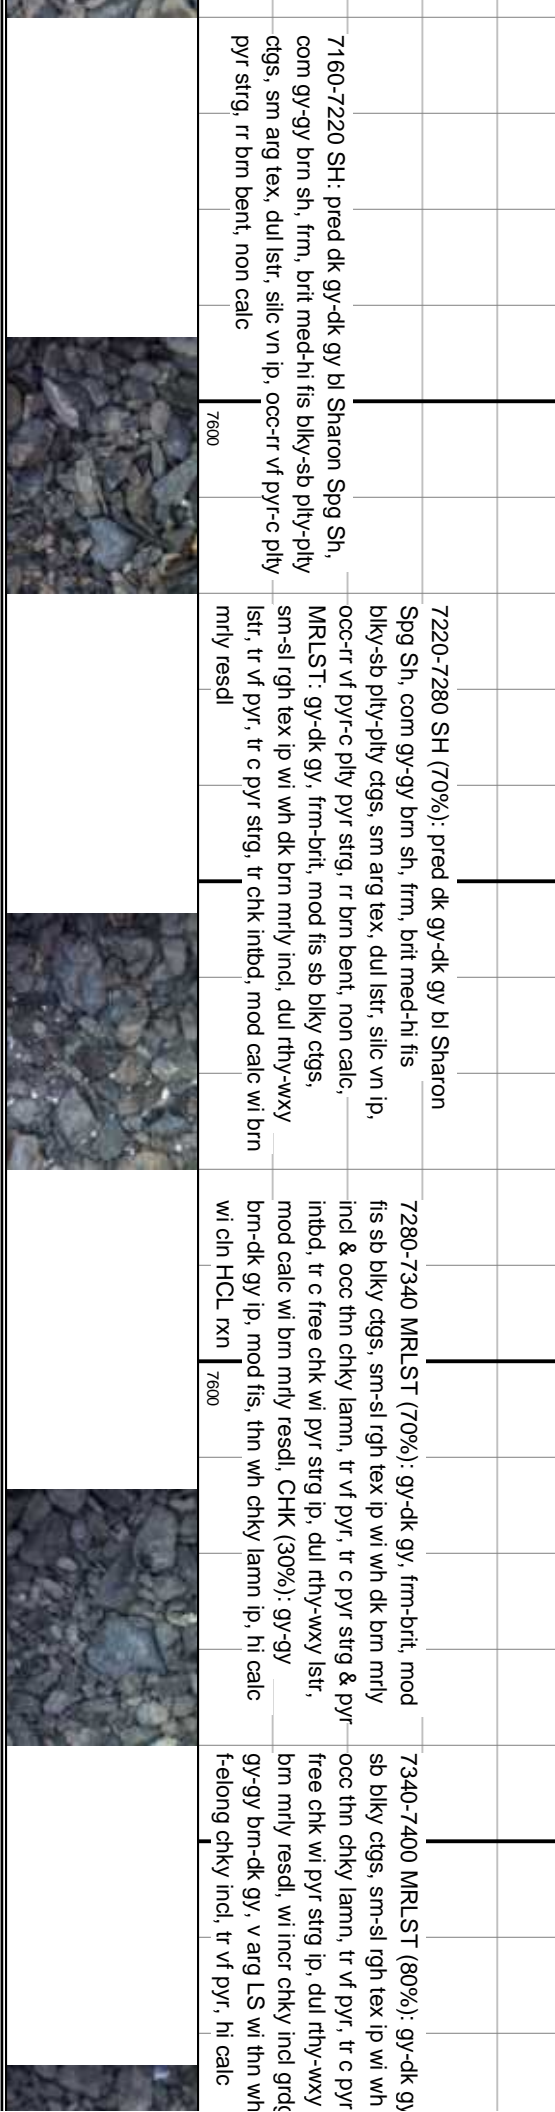 7160-7220 SH: pred dk gy-dk gy bl Sharon Spg Sh,
com gy-gy brn sh, frm, brit med-hi fis blky-sb plty-plty
ctgs, sm arg tex, dul lstr, silc vn ip, occ-rr vf pyr-c plty
pyr strg, rr brn bent, non calc
7600
7220-7280 SH (70%): pred dk gy-dk gy bl Sharon
Spg Sh, com gy-gy brn sh, frm, brit med-hi fis
blky-sb plty-plty ctgs, sm arg tex, dul lstr, silc vn ip,
occ-rr vf pyr-c plty pyr strg, rr brn bent, non calc,
MRLST: gy-dk gy, frm-brit, mod fis sb blky ctgs,
sm-sl rgh tex ip wi wh dk brn mrly incl, dul rthy-wxy
lstr, tr vf pyr, tr c pyr strg, tr chk intbd, mod calc wi brn
mrly resdl
7280-7340 MRLST (70%): gy-dk gy, frm-brit, mod
fis sb blky ctgs, sm-sl rgh tex ip wi wh dk brn mrly
incl & occ thn chky lamn, tr vf pyr, tr c pyr strg & pyr
intbd, tr c free chk wi pyr strg ip, dul rthy-wxy lstr,
mod calc wi brn mrly resdl, CHK (30%): gy-gy
brn-dk gy ip, mod fis, thn wh chky lamn ip, hi calc
wi cln HCL rxn
7600
7340-7400 MRLST (80%): gy-dk gy
sb blky ctgs, sm-sl rgh tex ip wi wh
occ thn chky lamn, tr vf pyr, tr c pyr
free chk wi pyr strg ip, dul rthy-wxy
brn mrly resdl, wi incr chky incl grdg
gy-gy brn-dk gy, v arg LS wi thn wh
f-elong chky incl, tr vf pyr, hi calc